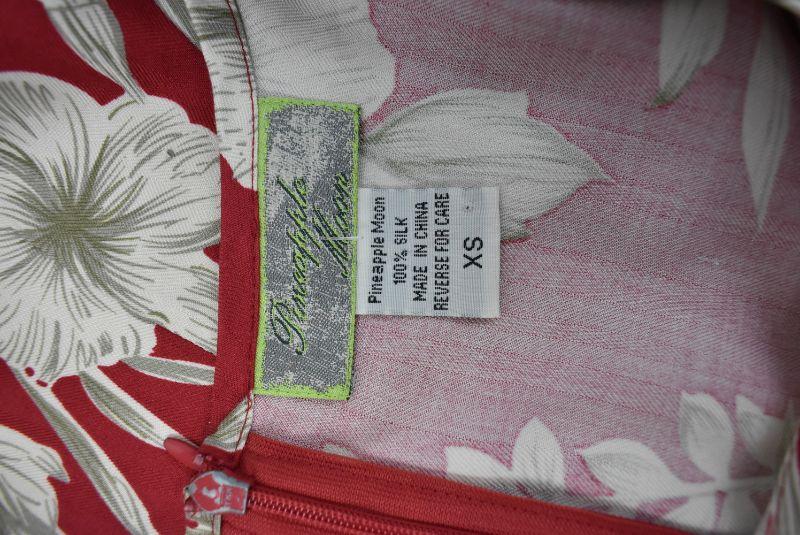 Pineapple
Moon
Pineapple Moon
100% SILK
MADE IN CHINA
REVERSE FOR CARE
XS